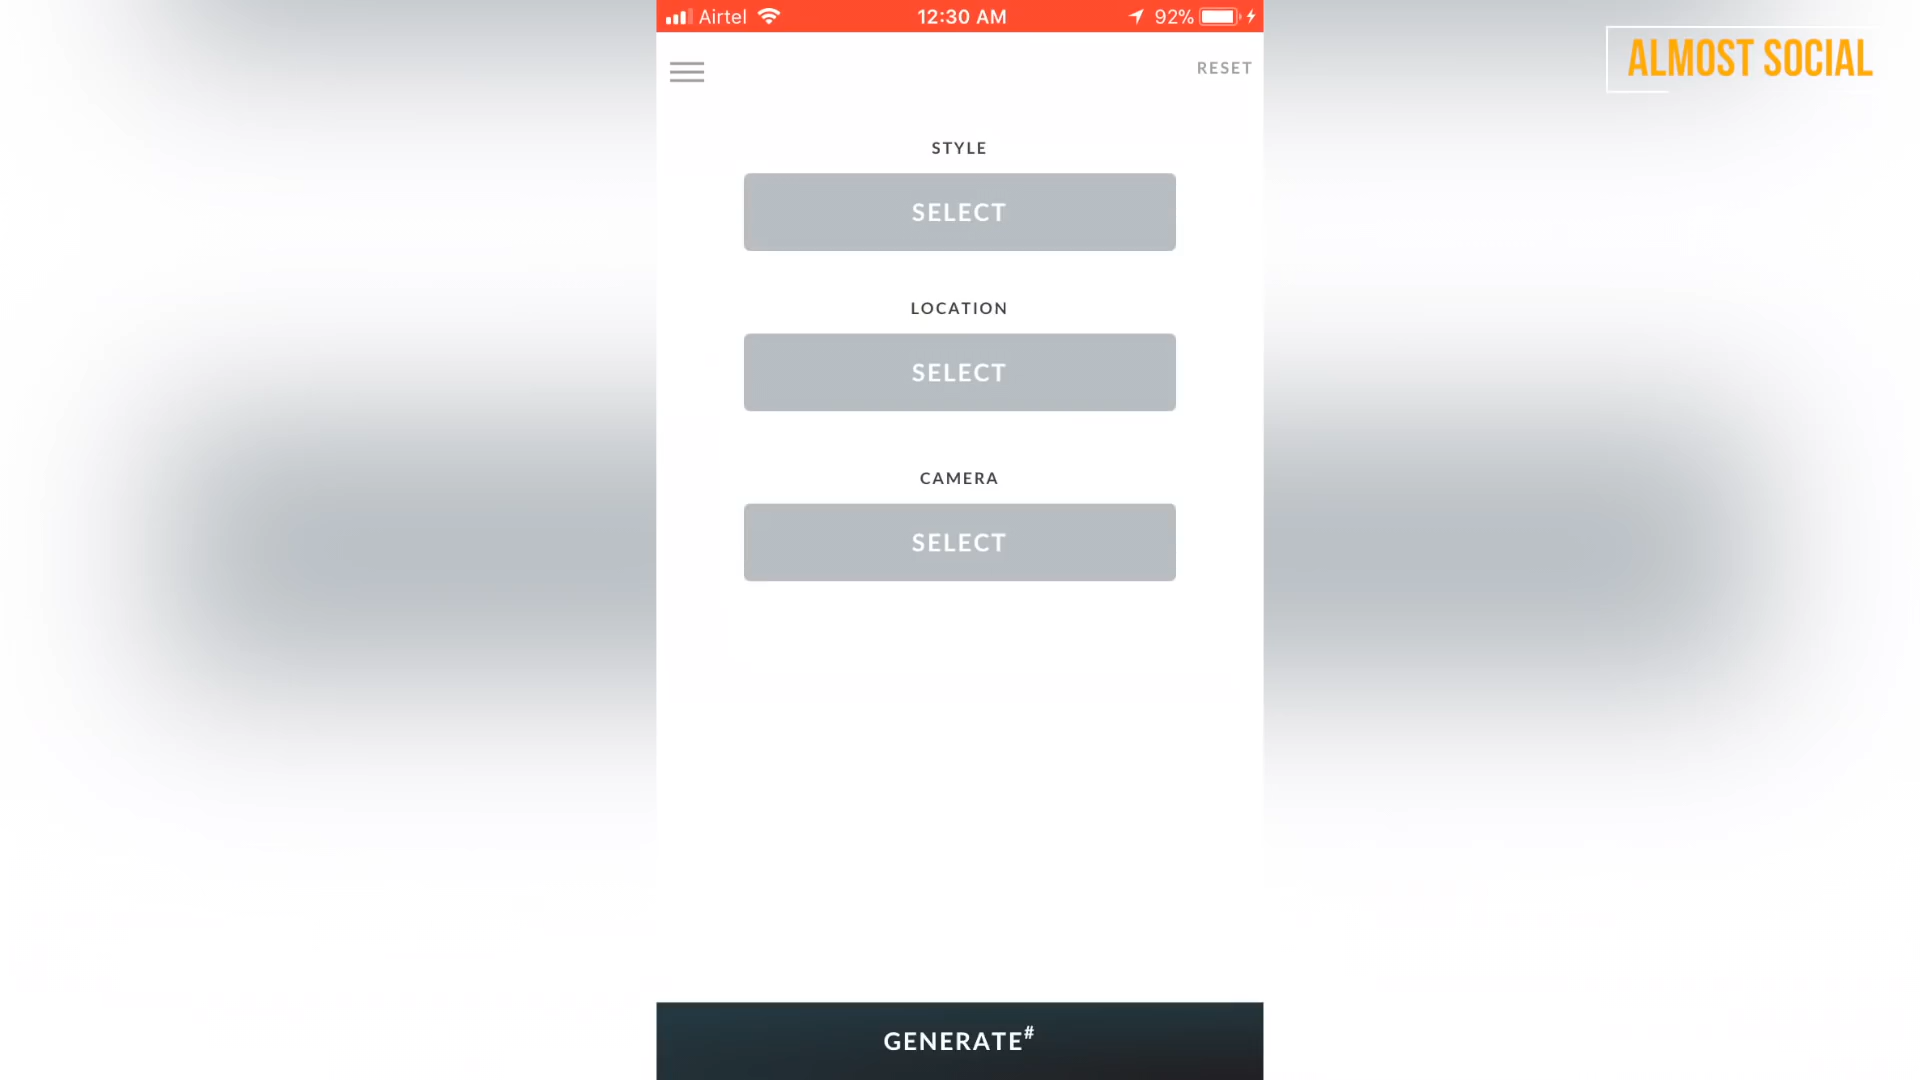 Airtel 12:30 AM 92%
ALMOST SOCIAL
RESET
STYLE
SELECT
LOCATION
SELECT
CAMERA
SELECT
GENERATE#